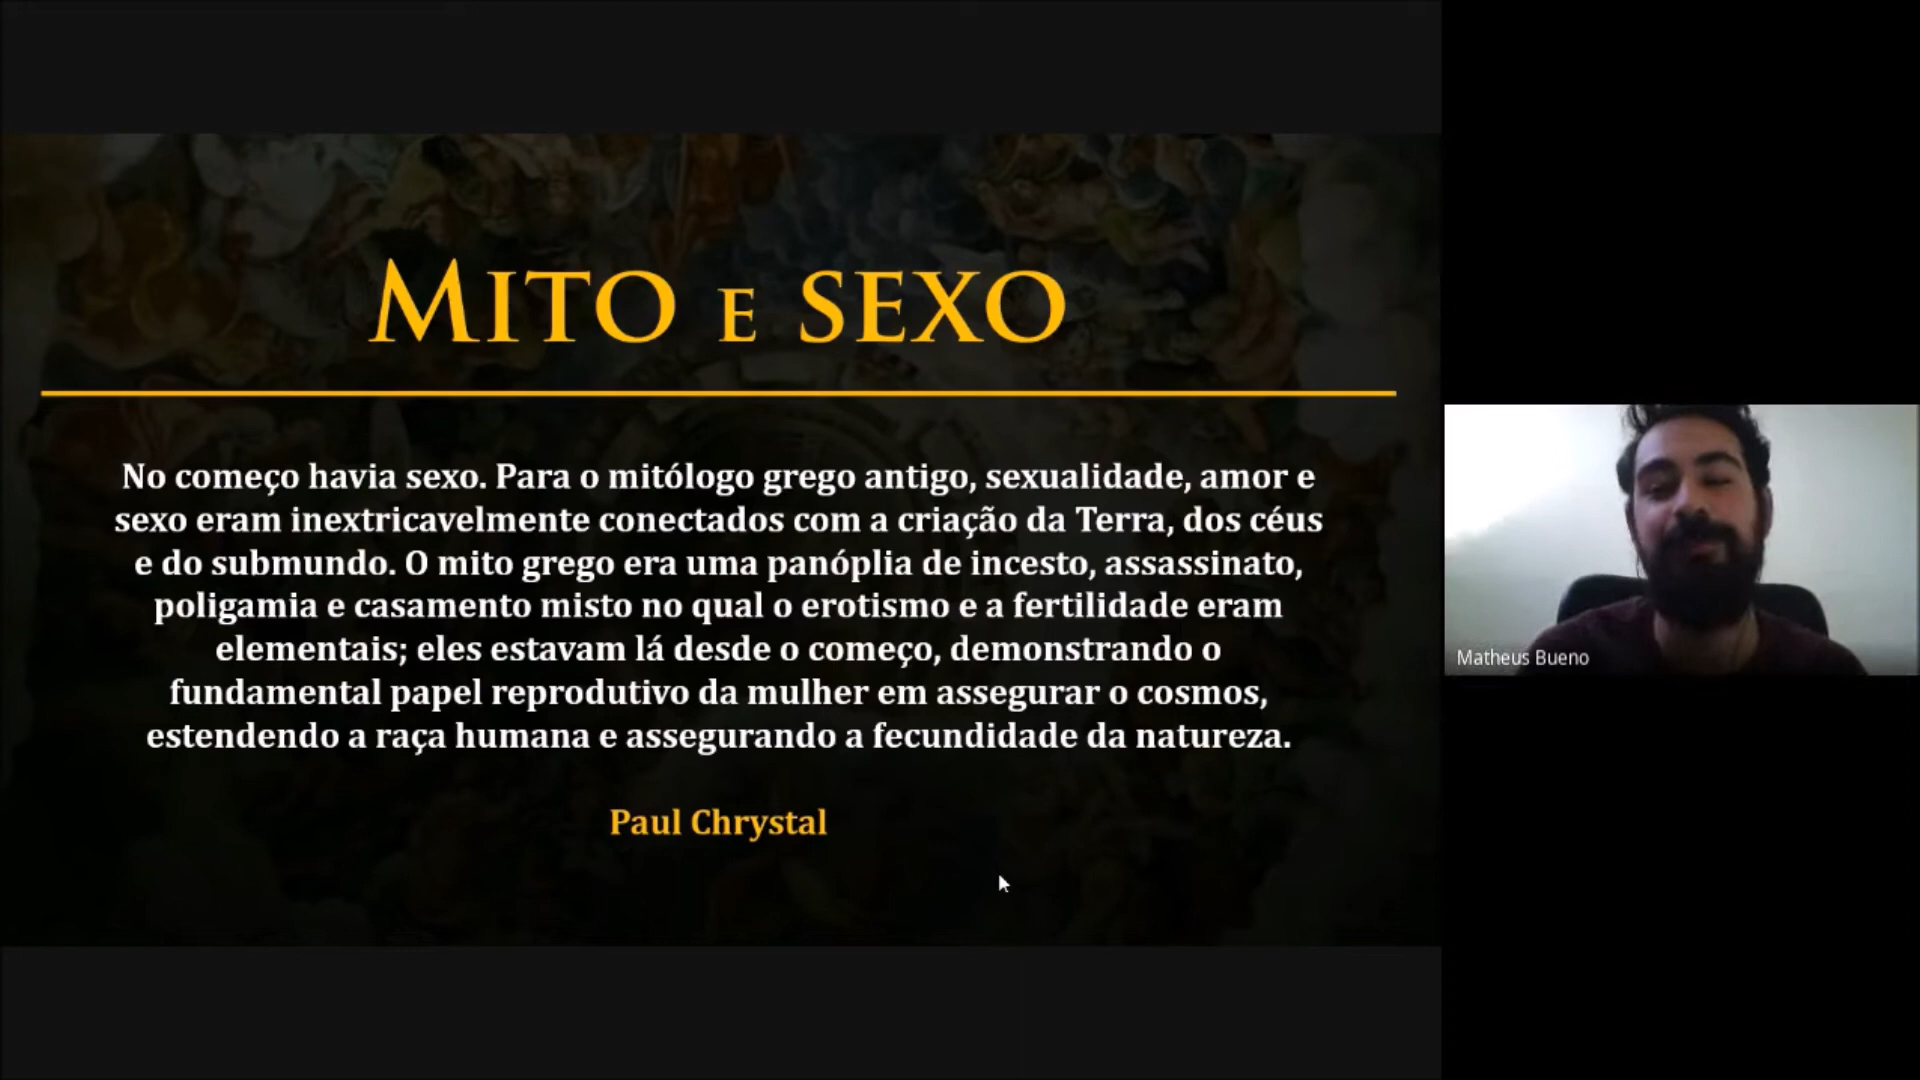 MITO E SEXO
No começo havia sexo. Para o mitólogo grego antigo, sexualidade, amor e
sexo eram inextricavelmente conectados com a criação da Terra, dos céus
e do submundo. O mito grego era uma panóplia de incesto, assassinato,
poligamia e casamento misto no qual o erotismo e a fertilidade eram
elementais; eles estavam lá desde o começo, demonstrando o
fundamental papel reprodutivo da mulher em assegurar o cosmos,
estendendo a raça humana e assegurando a fecundidade da natureza.
Paul Chrystal
Matheus Bueno